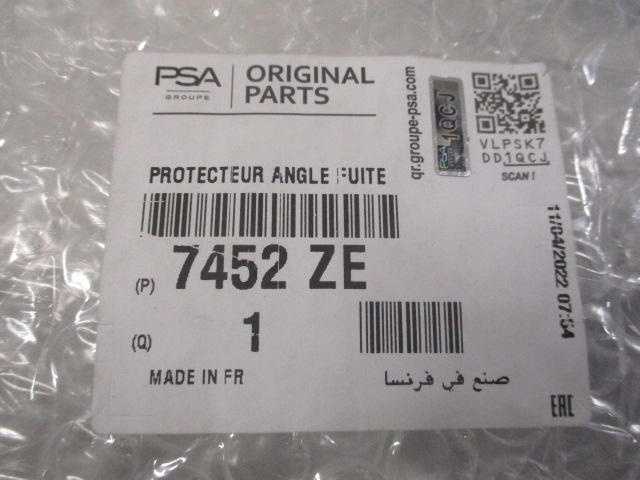 PSA
GROUPE
ORIGINAL
PARTS
qr.groupe-psa.com
1QCJ
VLPSK7
DD1QCJ
SCAN !
PROTECTEUR ANGLE FUITE
(P) 7452 ZE
(Q) 1
MADE IN FR
صنع في فرنسا
11/04/2022 07:54
EAC